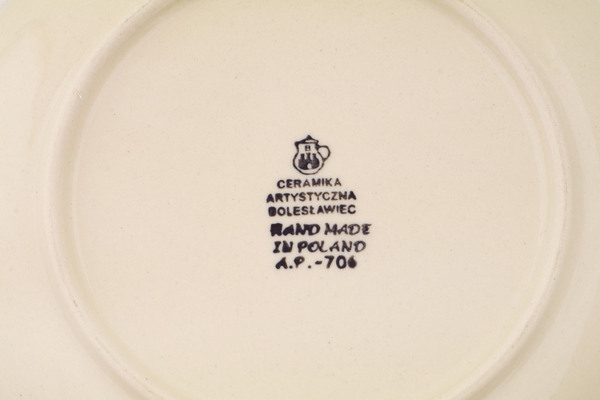 CERAMIKA
ARTYSTYCZNA
BOLESŁAWIEC
HAND MADE
IN POLAND
A.P.-706